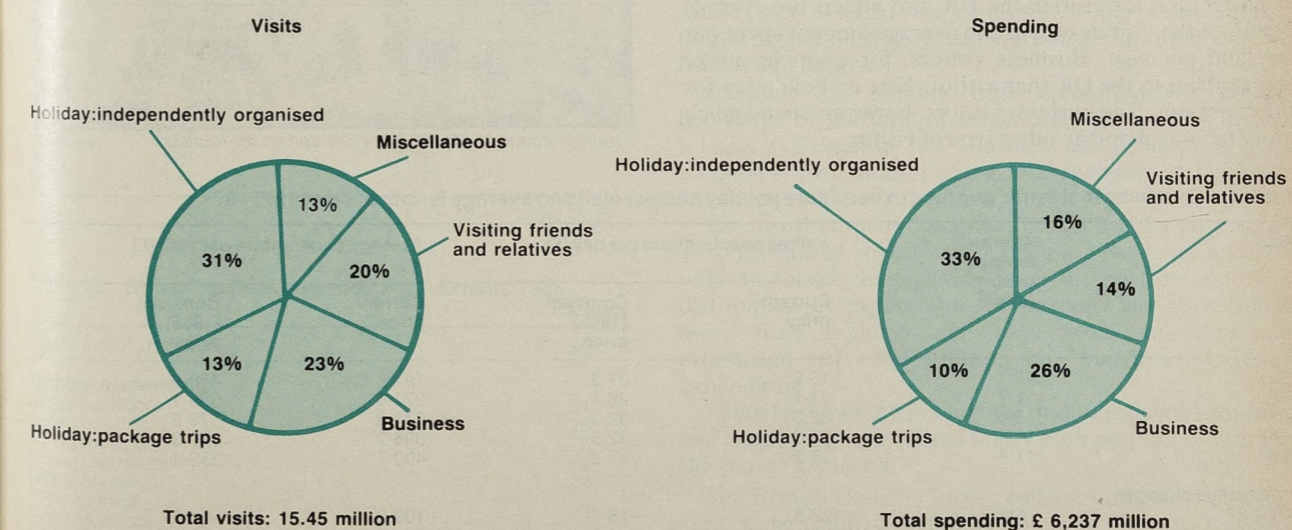 Visits
Holiday:independently organised
Miscellaneous
13%
Visiting friends
and relatives
20%
31%
13%
23%
Holiday:package trips
Business
Total visits: 15.45 million
Spending
Miscellaneous
Holiday:independently organised
Visiting friends
and relatives
16%
33%
14%
10%
26%
Holiday:package trips
Business
Total spending: £ 6,237 million